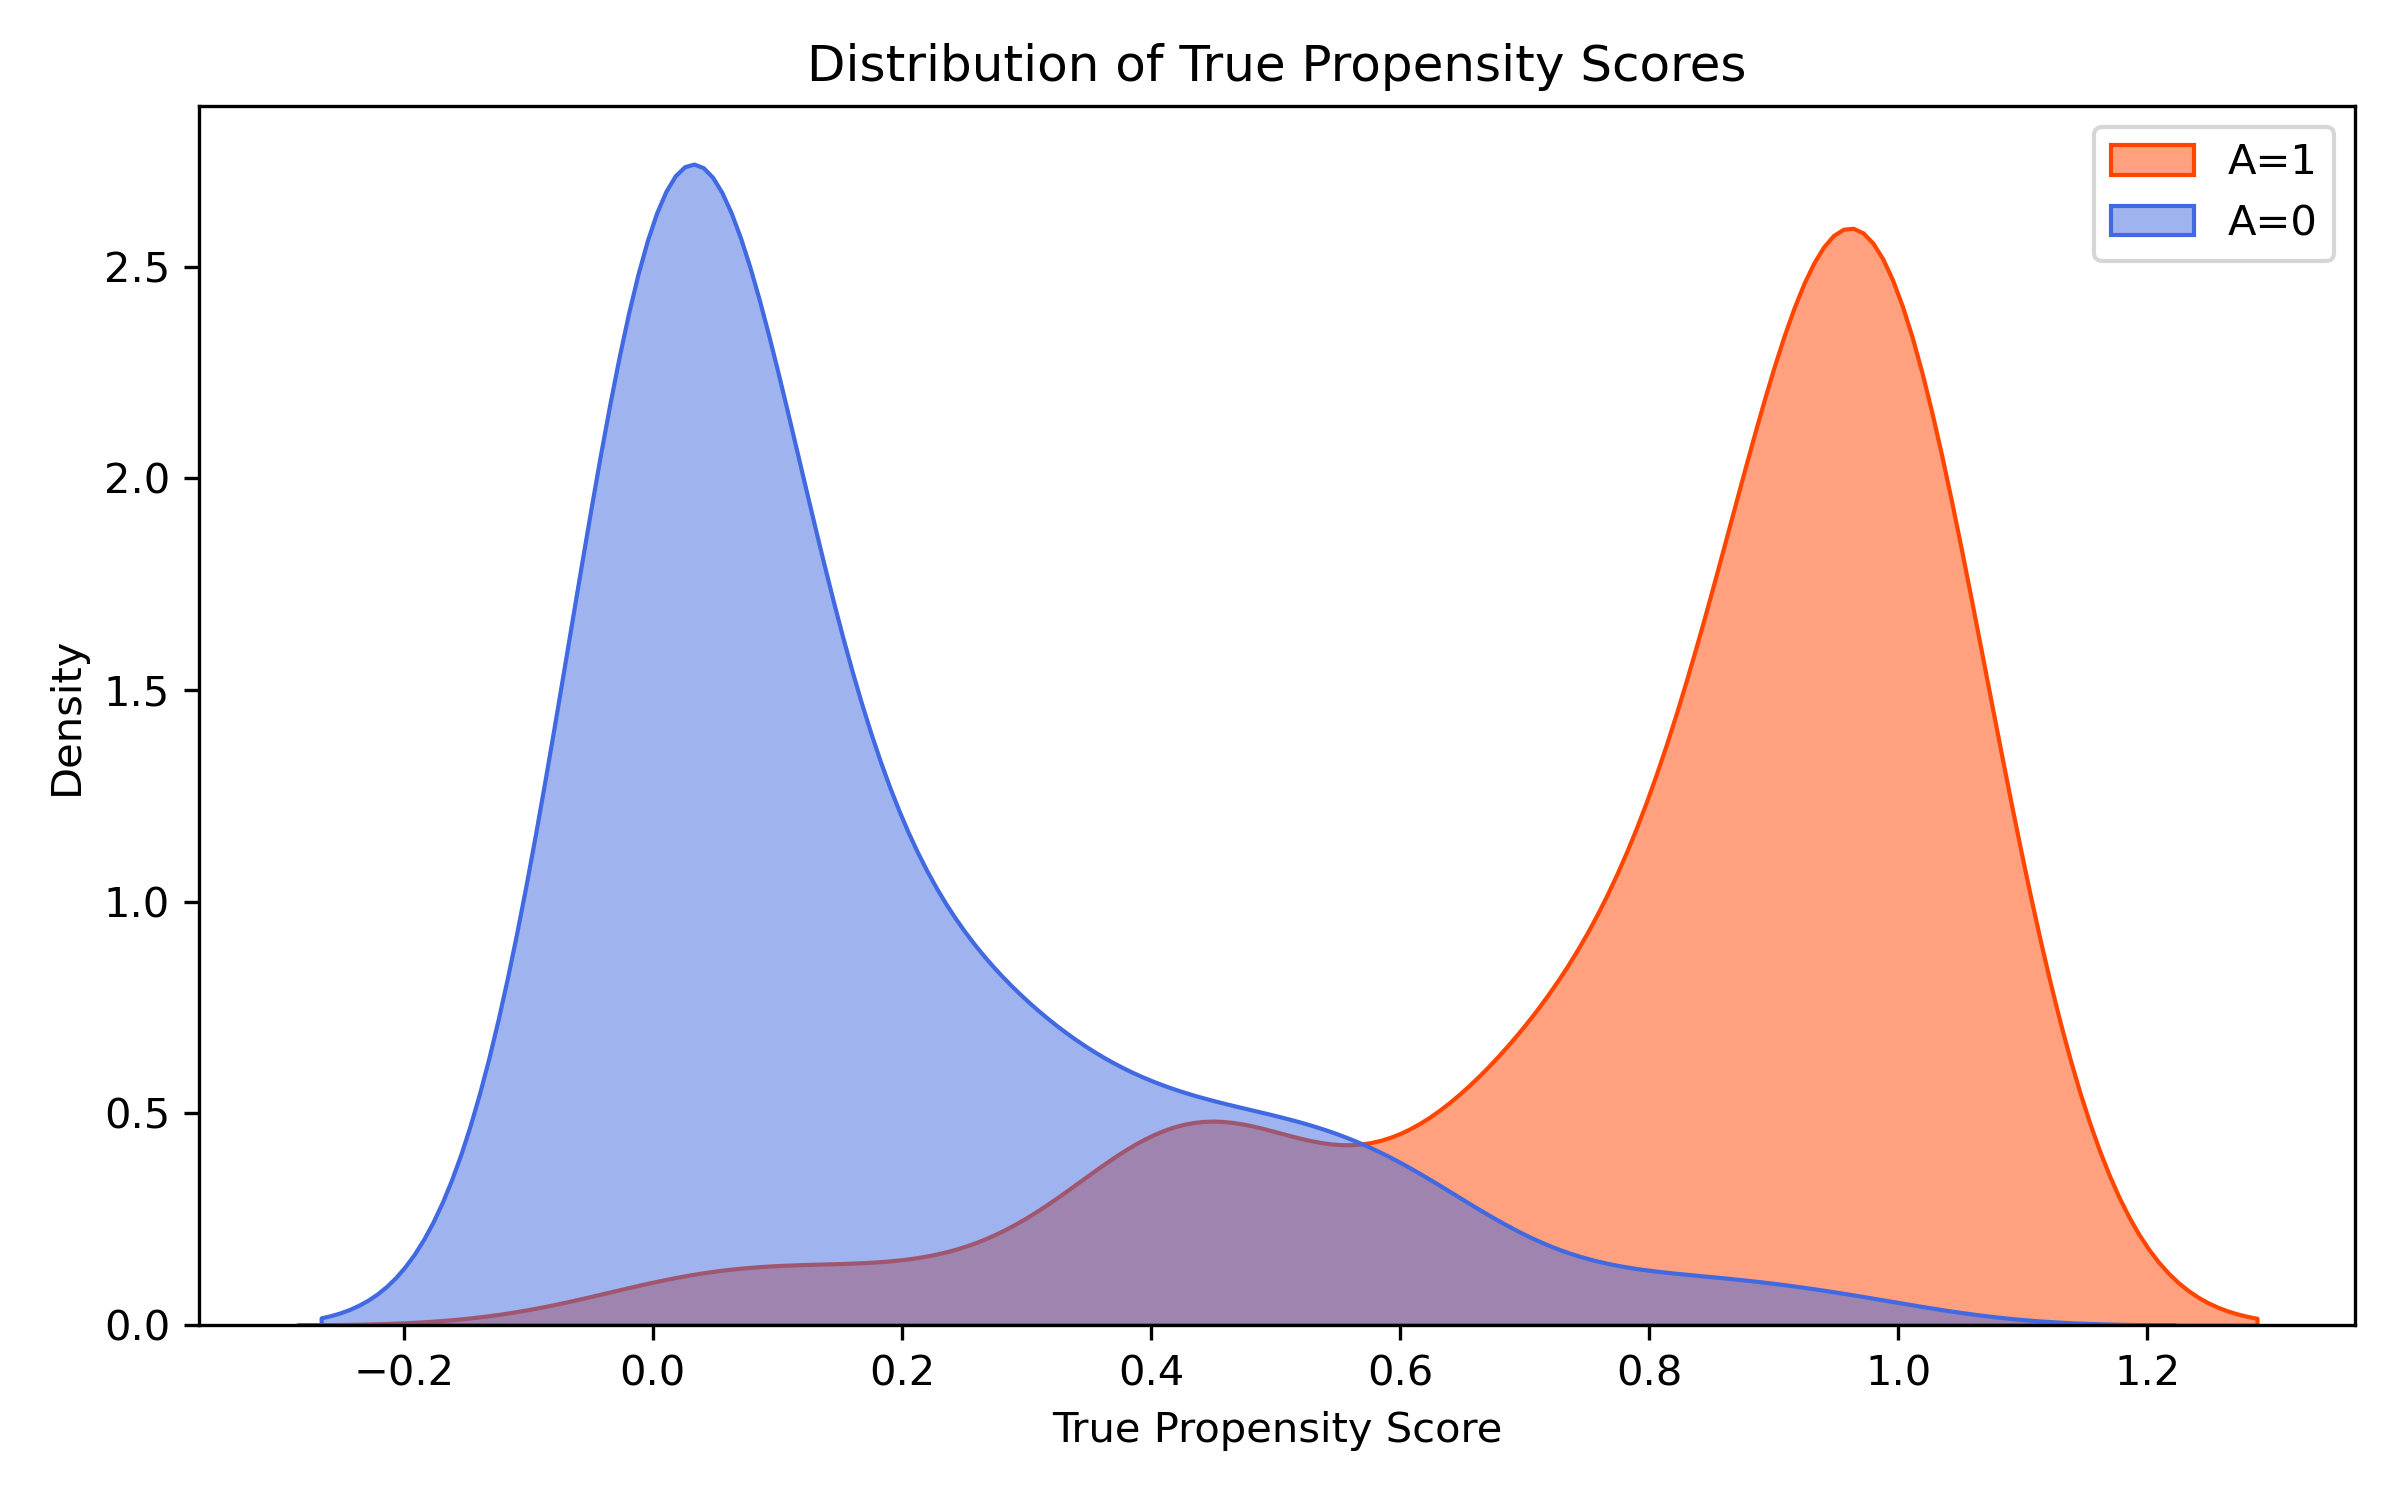 Distribution of True Propensity Scores
A=1
A=0
Density
2.5
2.0
1.5
1.0
0.5
0.0
−0.2 0.0 0.2 0.4 0.6 0.8 1.0 1.2
True Propensity Score